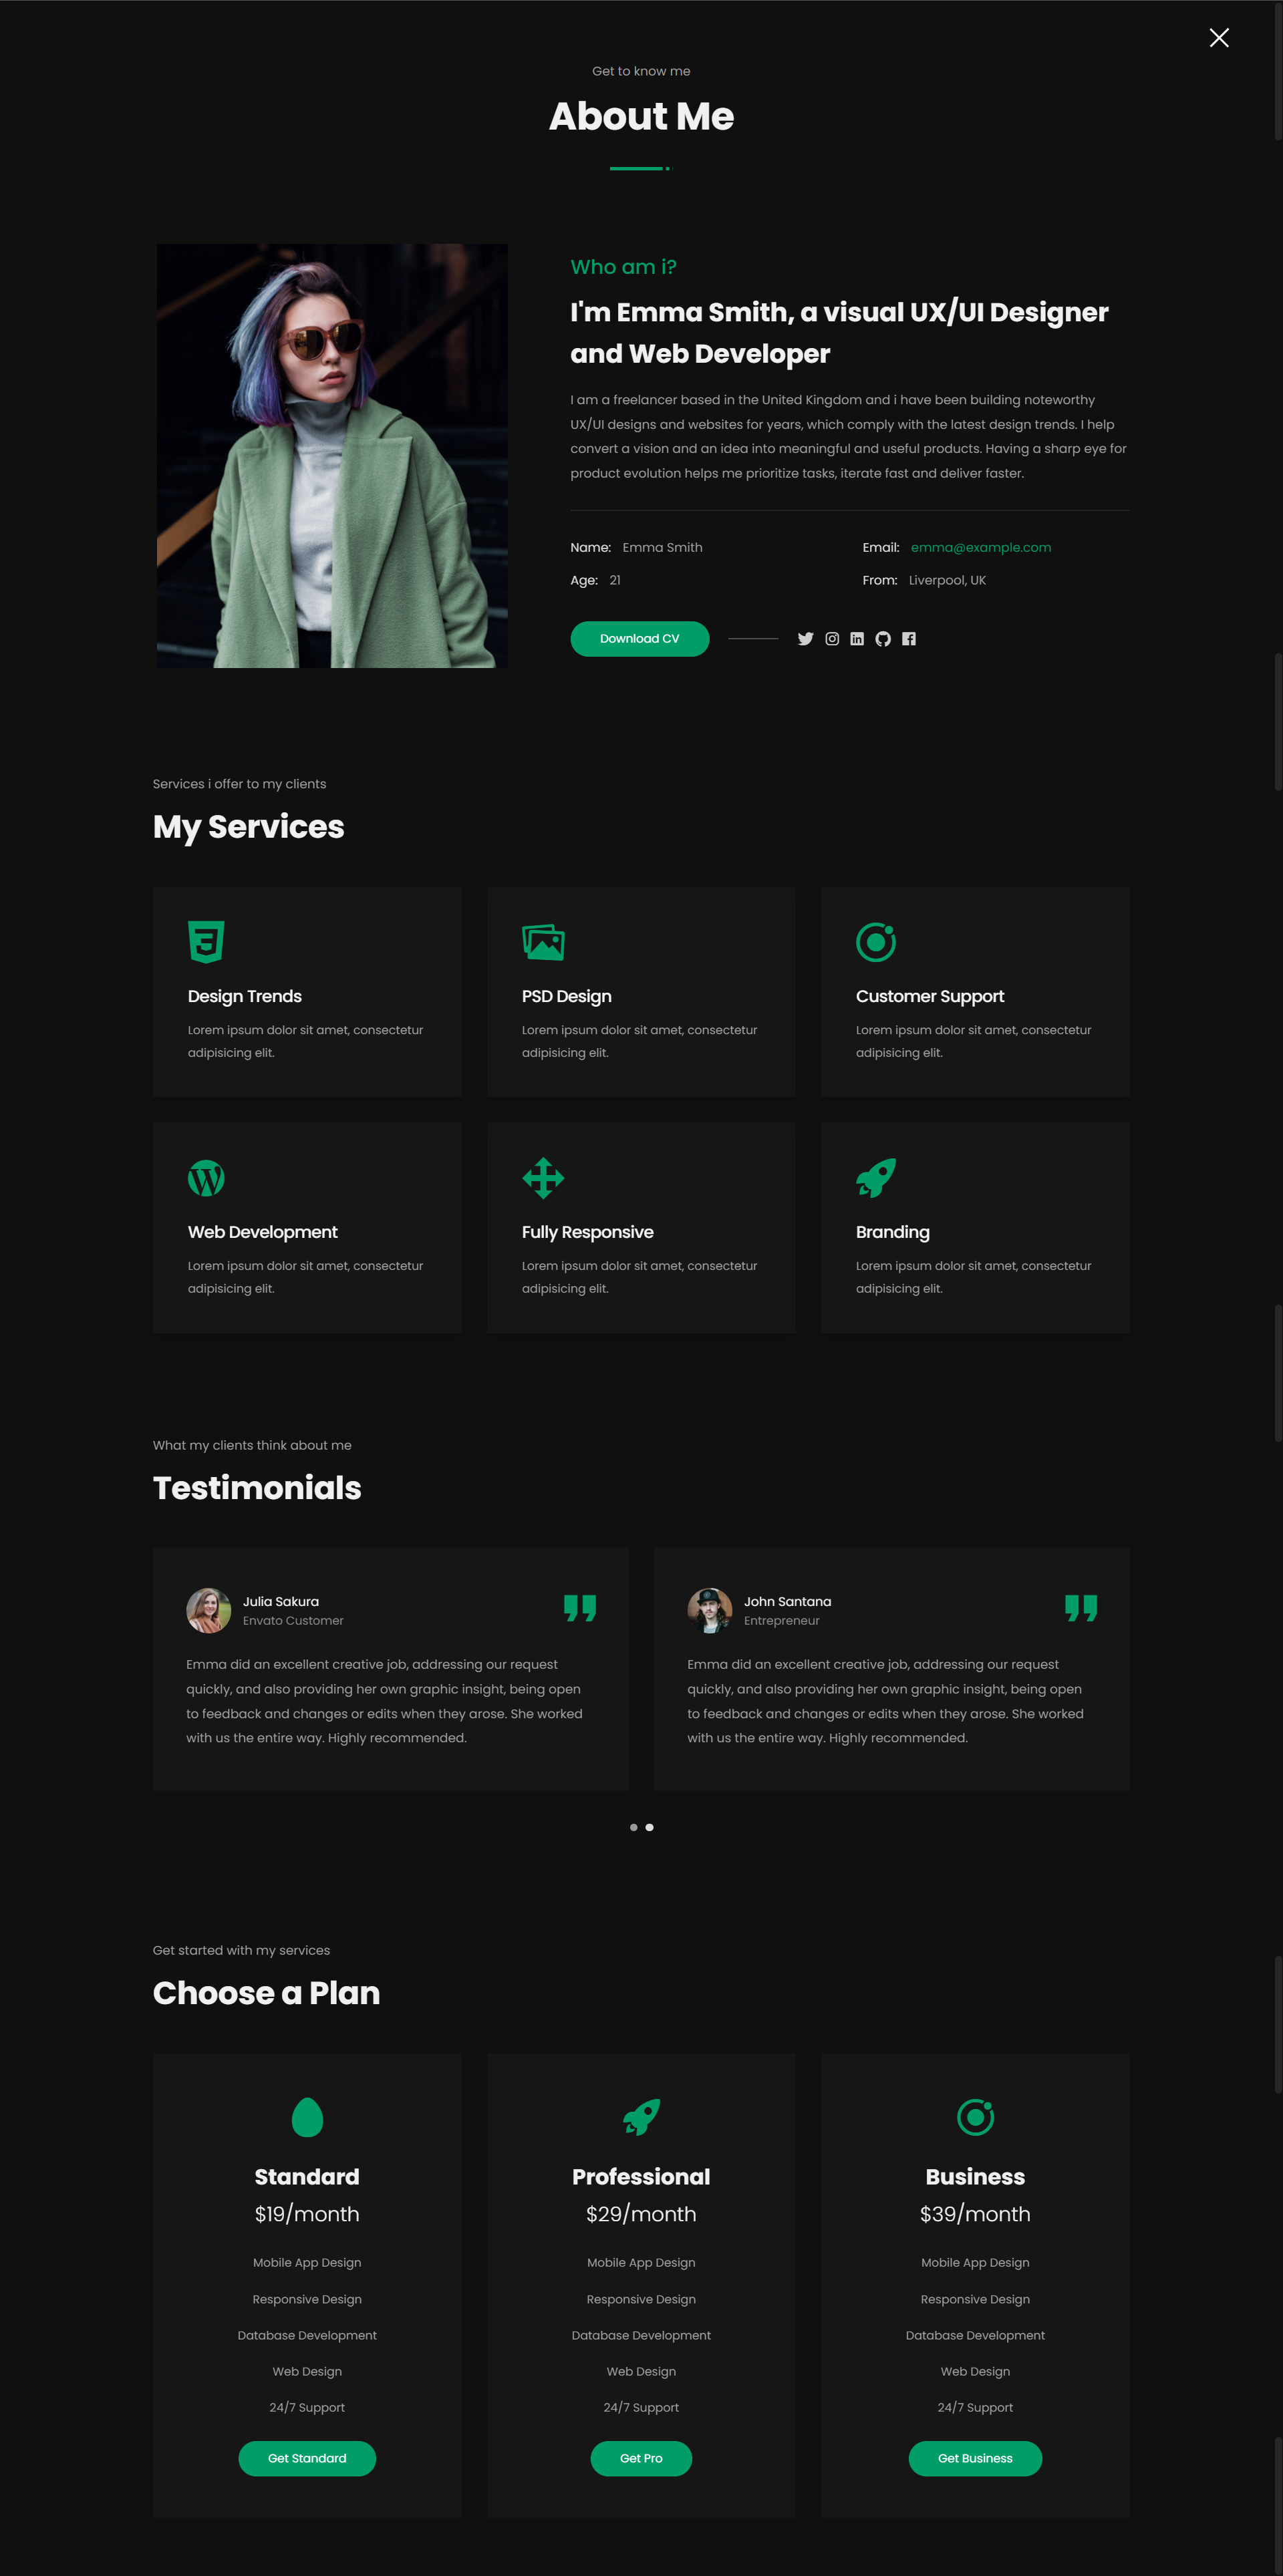 Get to know me
About Me
Who am i?
I'm Emma Smith, a visual UX/UI Designer
and Web Developer
I am a freelancer based in the United Kingdom and i have been building noteworthy
UX/UI designs and websites for years, which comply with the latest design trends. I help
convert a vision and an idea into meaningful and useful products. Having a sharp eye for
product evolution helps me prioritize tasks, iterate fast and deliver faster.
Name: Emma Smith
Email: emma@example.com
Age: 21
From: Liverpool, UK
Download CV
Services i offer to my clients
My Services
Design Trends
Lorem ipsum dolor sit amet, consectetur
adipisicing elit.
PSD Design
Lorem ipsum dolor sit amet, consectetur
adipisicing elit.
Customer Support
Lorem ipsum dolor sit amet, consectetur
adipisicing elit.
Web Development
Lorem ipsum dolor sit amet, consectetur
adipisicing elit.
Fully Responsive
Lorem ipsum dolor sit amet, consectetur
adipisicing elit.
Branding
Lorem ipsum dolor sit amet, consectetur
adipisicing elit.
What my clients think about me
Testimonials
Julia Sakura
Envato Customer
Emma did an excellent creative job, addressing our request
quickly, and also providing her own graphic insight, being open
to feedback and changes or edits when they arose. She worked
with us the entire way. Highly recommended.
John Santana
Entrepreneur
Emma did an excellent creative job, addressing our request
quickly, and also providing her own graphic insight, being open
to feedback and changes or edits when they arose. She worked
with us the entire way. Highly recommended.
Get started with my services
Choose a Plan
Standard
$19/month
Mobile App Design
Responsive Design
Database Development
Web Design
24/7 Support
Get Standard
Professional
$29/month
Mobile App Design
Responsive Design
Database Development
Web Design
24/7 Support
Get Pro
Business
$39/month
Mobile App Design
Responsive Design
Database Development
Web Design
24/7 Support
Get Business